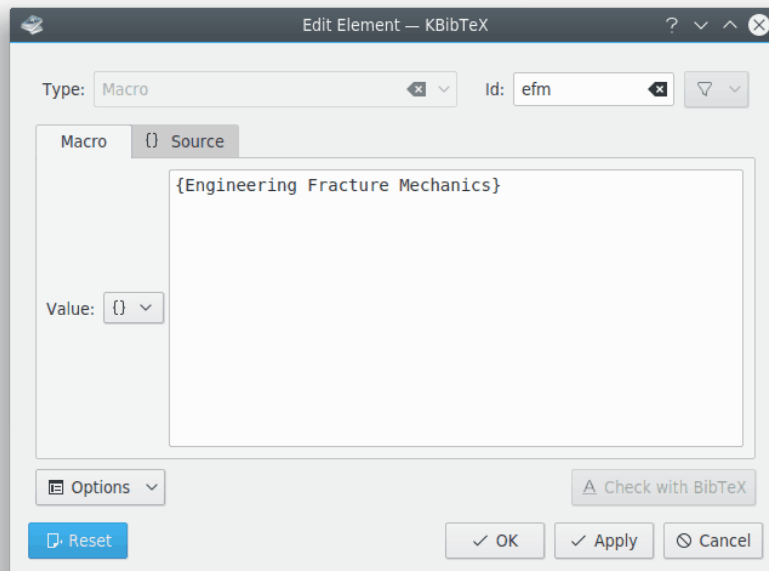 Edit Element — KBibTeX
Type: Macro Id: efm
Macro {} Source
{Engineering Fracture Mechanics}
Value: {}
Options A Check with BibTeX
Reset OK Apply Cancel